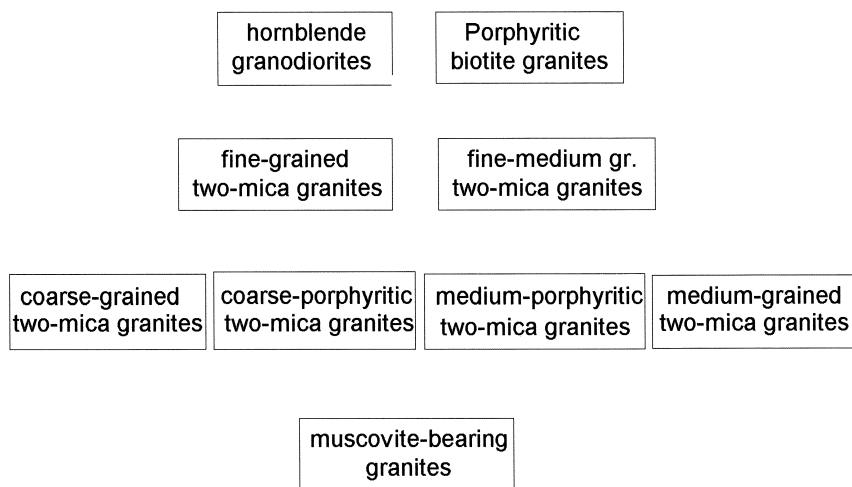 hornblende
granodiorites
Porphyritic
biotite granites
fine-grained
two-mica granites
fine-medium gr.
two-mica granites
coarse-grained
two-mica granites
coarse-porphyritic
two-mica granites
medium-porphyritic
two-mica granites
medium-grained
two-mica granites
muscovite-bearing
granites